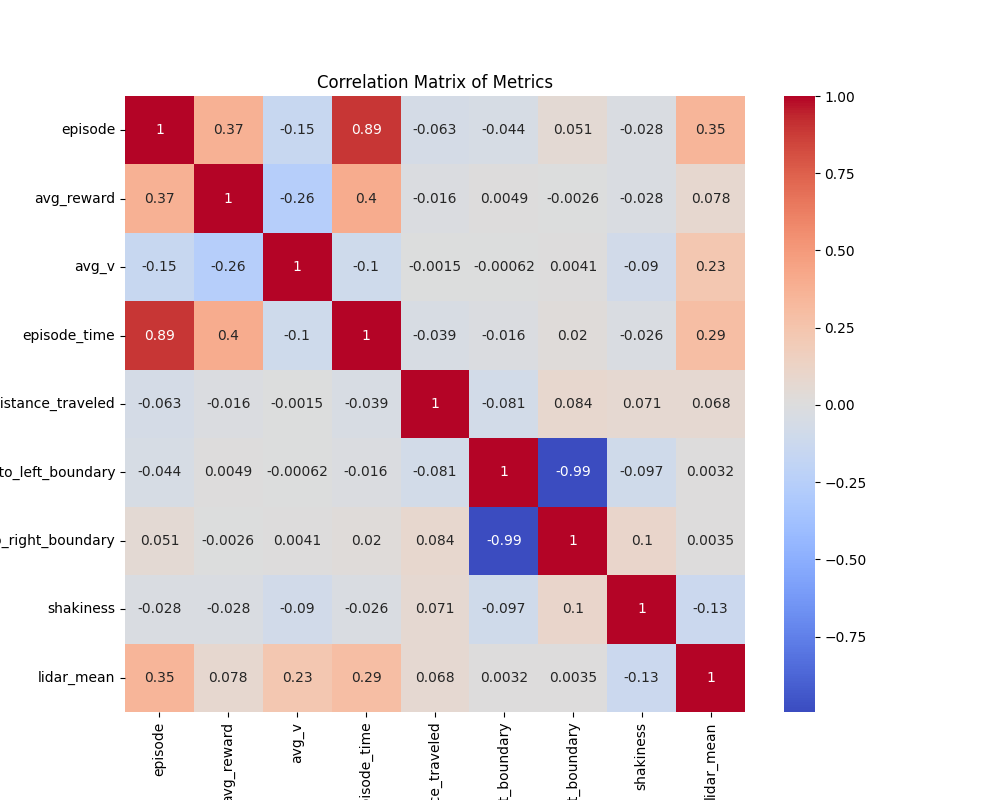 Correlation Matrix of Metrics
episode 1 0.37 -0.15 0.89 -0.063 -0.044 0.051 -0.028 0.35
avg_reward 0.37 1 -0.26 0.4 -0.016 0.0049 -0.0026 -0.028 0.078
avg_v -0.15 -0.26 1 -0.1 -0.0015 -0.00062 0.0041 -0.09 0.23
episode_time 0.89 0.4 -0.1 1 -0.039 -0.016 0.02 -0.026 0.29
istance_traveled -0.063 -0.016 -0.0015 -0.039 1 -0.081 0.084 0.071 0.068
to_left_boundary -0.044 0.0049 -0.00062 -0.016 -0.081 1 -0.99 -0.097 0.0032
_right_boundary 0.051 -0.0026 0.0041 0.02 0.084 -0.99 1 0.1 0.0035
shakiness -0.028 -0.028 -0.09 -0.026 0.071 -0.097 0.1 1 -0.13
lidar_mean 0.35 0.078 0.23 0.29 0.068 0.0032 0.0035 -0.13 1
episode
avg_reward
avg_v
isode_time
ce_traveled
t_boundary
t_boundary
shakiness
lidar_mean
1.00
0.75
0.50
0.25
0.00
−0.25
−0.50
−0.75